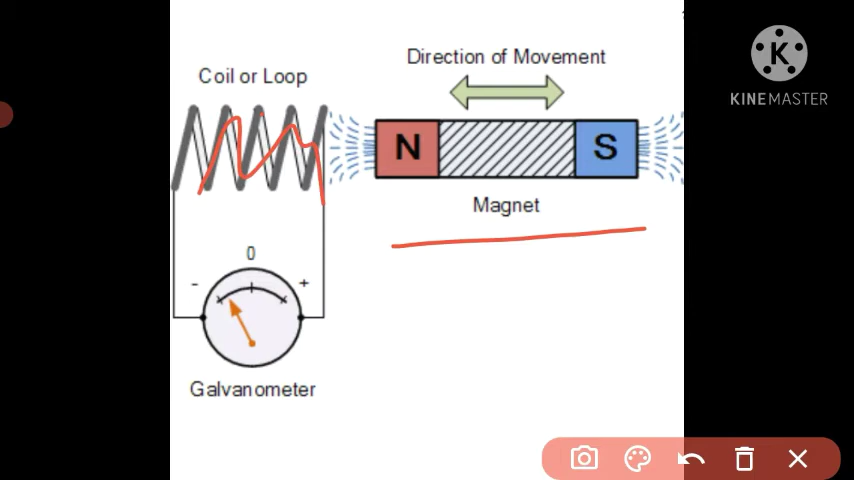 Direction of Movement
Coil or Loop
K
KINEMASTER
N
S
Magnet
0
- +
Galvanometer